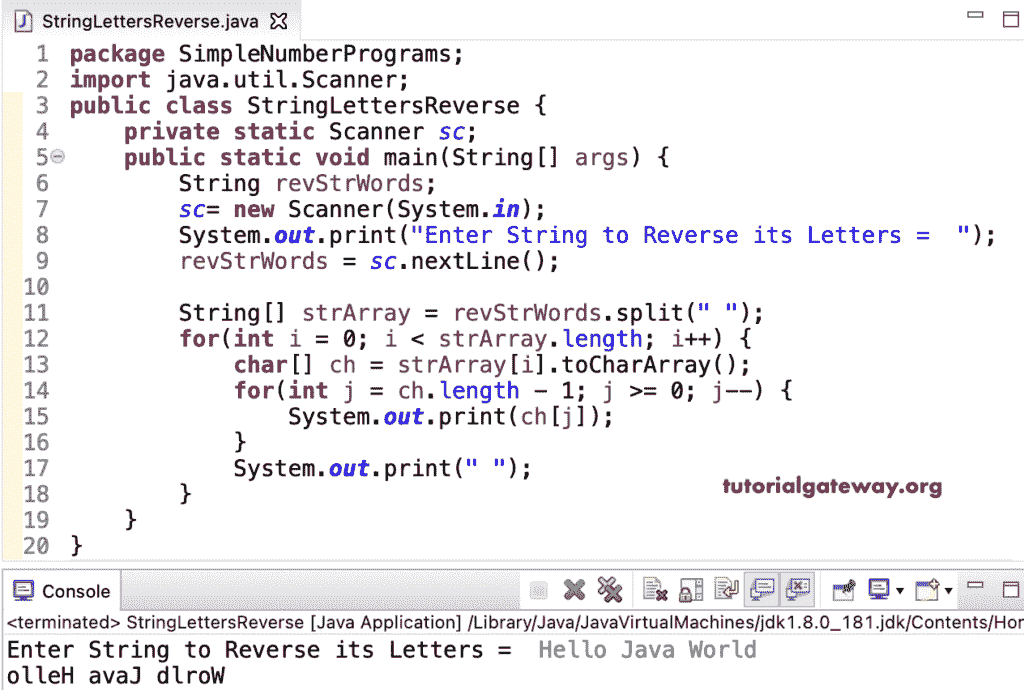 StringLettersReverse.java
1 package SimpleNumberPrograms;
2 import java.util.Scanner;
3 public class StringLettersReverse {
4     private static Scanner sc;
5     public static void main(String[] args) {
6         String revStrWords;
7         sc= new Scanner(System.in);
8         System.out.print("Enter String to Reverse its Letters =  ");
9         revStrWords = sc.nextLine();
10
11         String[] strArray = revStrWords.split(" ");
12         for(int i = 0; i < strArray.length; i++) {
13             char[] ch = strArray[i].toCharArray();
14             for(int j = ch.length - 1; j >= 0; j--) {
15                 System.out.print(ch[j]);
16             }
17             System.out.print(" ");
18         }
19     }
20 }
tutorialgateway.org
Console
<terminated> StringLettersReverse [Java Application] /Library/Java/JavaVirtualMachines/jdk1.8.0_181.jdk/Contents/Hor
Enter String to Reverse its Letters =  Hello Java World
olleH avaJ dlroW